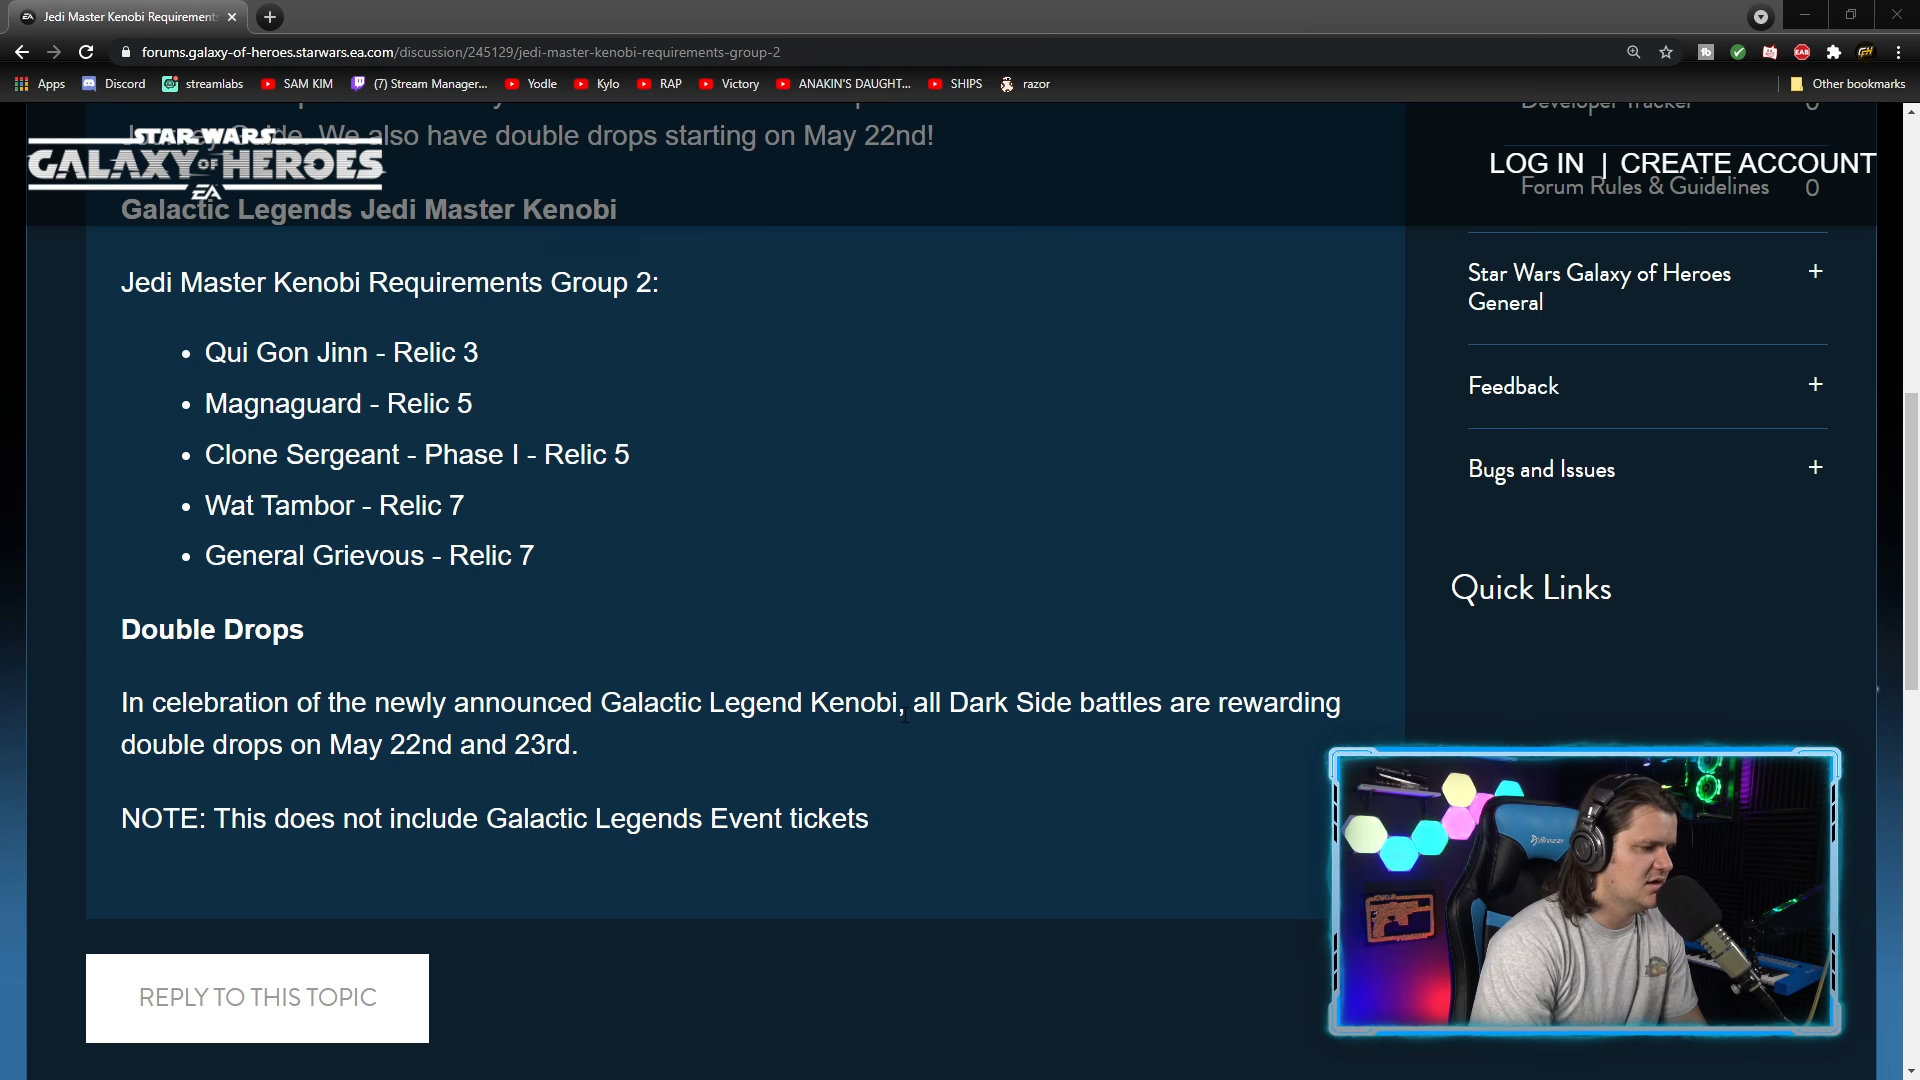 Jedi Master Kenobi Requirements
forums.galaxy-of-heroes.starwars.ea.com/discussion/245129/jedi-master-kenobi-requirements-group-2
Apps Discord streamlabs SAM KIM (7) Stream Manager... Yodle Kylo RAP Victory ANAKIN'S DAUGHT... SHIPS razor Other bookmarks
Guide. We also have double drops starting on May 22nd!
STAR WARS
GALAXY OF HEROES
EA
Galactic Legends Jedi Master Kenobi
Jedi Master Kenobi Requirements Group 2:
• Qui Gon Jinn - Relic 3
• Magnaguard - Relic 5
• Clone Sergeant - Phase I - Relic 5
• Wat Tambor - Relic 7
• General Grievous - Relic 7
Double Drops
In celebration of the newly announced Galactic Legend Kenobi, all Dark Side battles are rewarding
double drops on May 22nd and 23rd.
NOTE: This does not include Galactic Legends Event tickets
REPLY TO THIS TOPIC
Developer Tracker 0
LOG IN | CREATE ACCOUNT
Forum Rules & Guidelines 0
Star Wars Galaxy of Heroes
General +
Feedback +
Bugs and Issues +
Quick Links
Arozzi